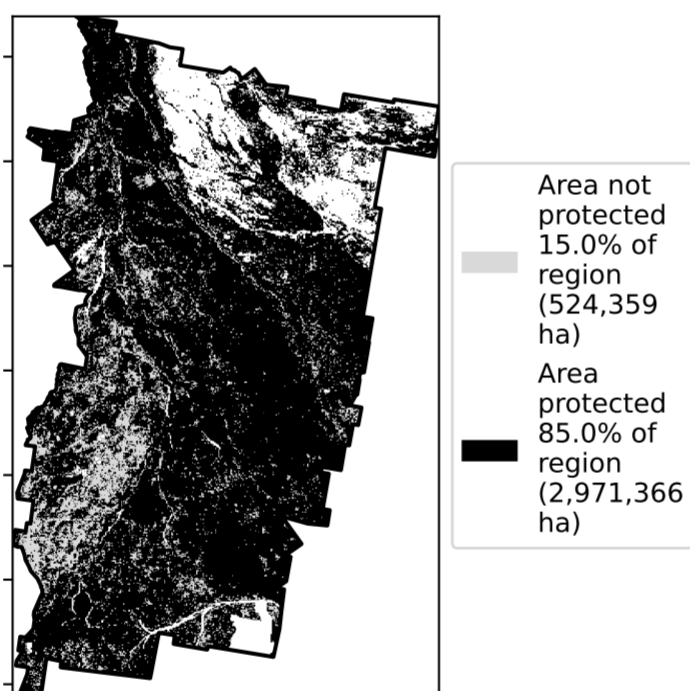 Area not
protected
15.0% of
region
(524,359
ha)
Area
protected
85.0% of
region
(2,971,366
ha)